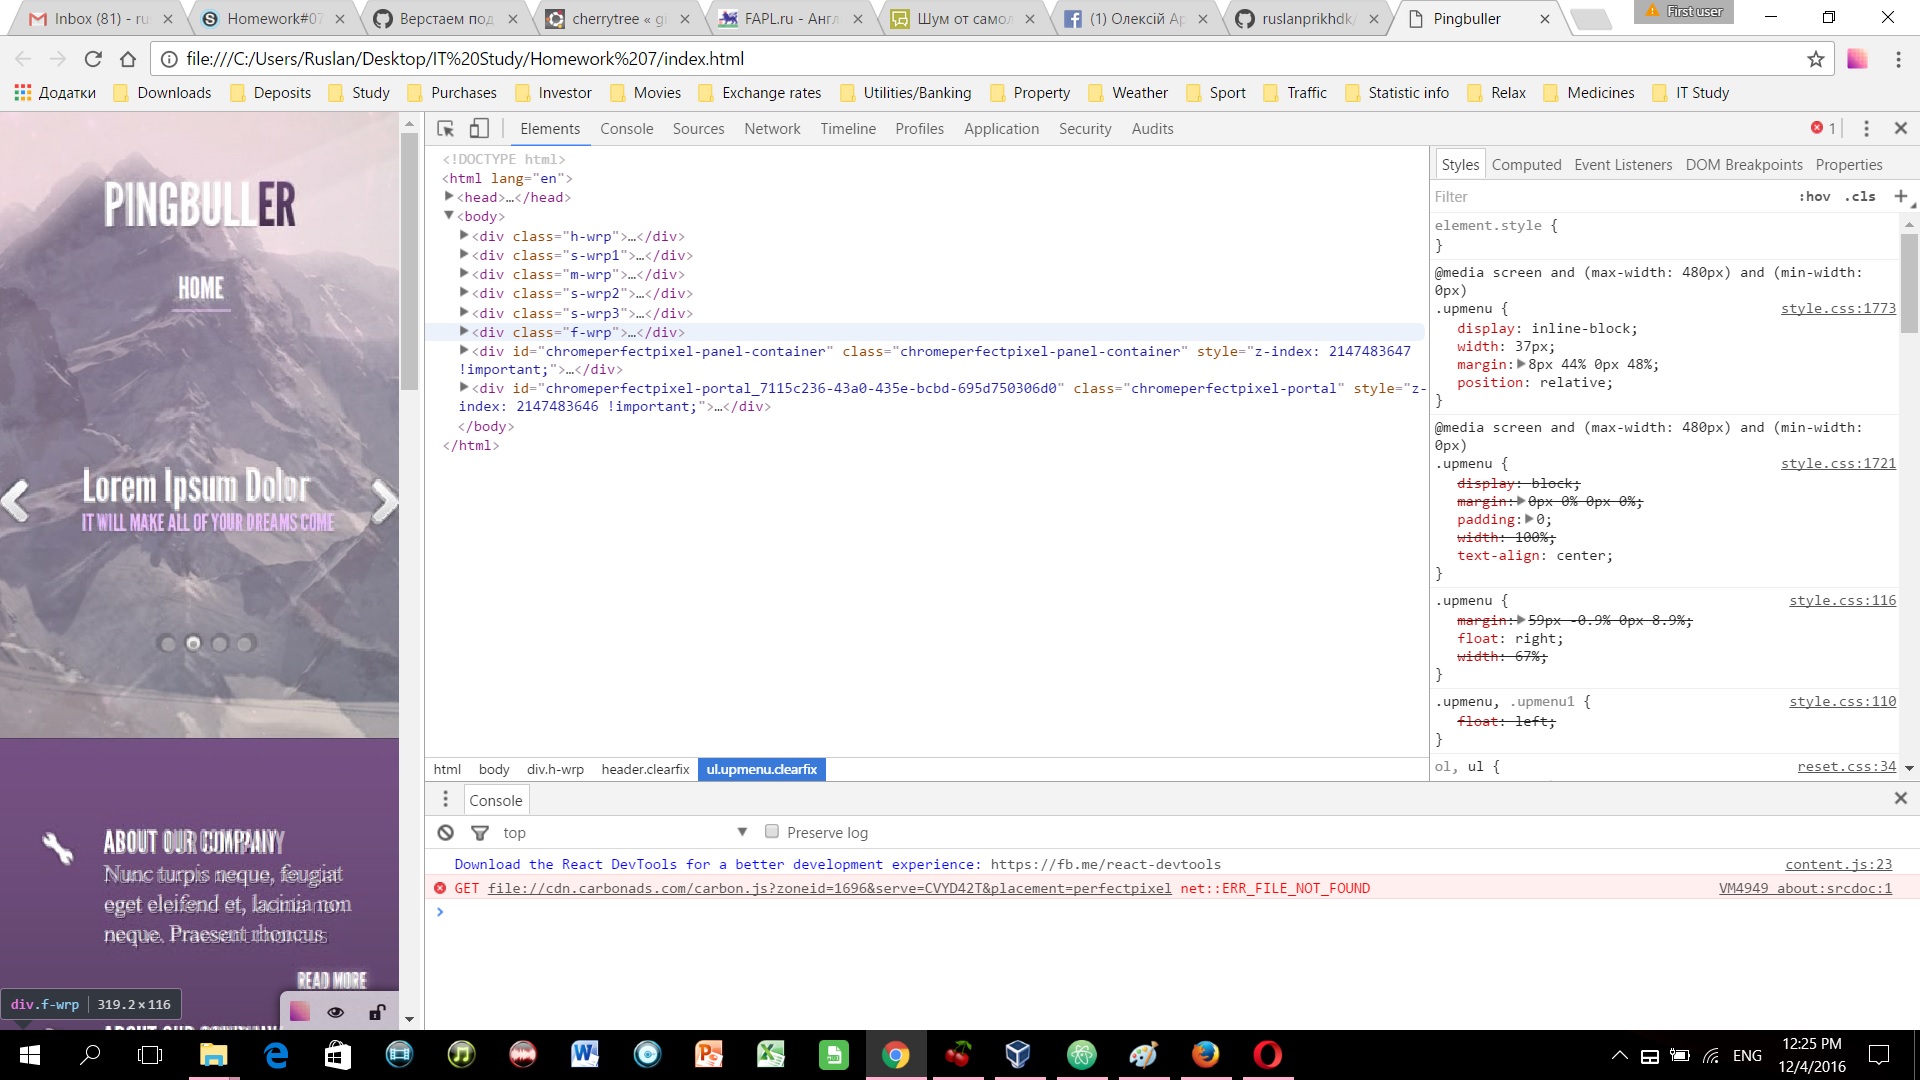 Inbox (81) - ru
Homework#07
Верстаем под
cherrytree « gi
FAPL.ru - Англ
Шум от самол
(1) Олексій Ар
ruslanprikhdk/
Pingbuller
First user
file:///C:/Users/Ruslan/Desktop/IT%20Study/Homework%207/index.html
Додатки Downloads Deposits Study Purchases Investor Movies Exchange rates Utilities/Banking Property Weather Sport Traffic Statistic info Relax Medicines IT Study
PINGBULLER
HOME
Lorem Ipsum Dolor
IT WILL MAKE ALL OF YOUR DREAMS COME
ABOUT OUR COMPANY
Nunc turpis neque, feugiat
eget eleifend et, lacinia non
neque. Praesent rhoncus
READ MORE
ABOUT OUR COMPANY
div.f-wrp 319.2 × 116
Elements Console Sources Network Timeline Profiles Application Security Audits
1
<!DOCTYPE html>
<html lang="en">
<head>…</head>
<body>
<div class="h-wrp">…</div>
<div class="s-wrp1">…</div>
<div class="m-wrp">…</div>
<div class="s-wrp2">…</div>
<div class="s-wrp3">…</div>
<div class="f-wrp">…</div>
<div id="chromeperfectpixel-panel-container" class="chromeperfectpixel-panel-container" style="z-index: 2147483647
!important;">…</div>
<div id="chromeperfectpixel-portal_7115c236-43a0-435e-bcbd-695d750306d0" class="chromeperfectpixel-portal" style="z-
index: 2147483646 !important;">…</div>
</body>
</html>
html body div.h-wrp header.clearfix ul.upmenu.clearfix
Styles Computed Event Listeners DOM Breakpoints Properties
Filter :hov .cls +
element.style {
}
@media screen and (max-width: 480px) and (min-width:
0px)
.upmenu { style.css:1773
display: inline-block;
width: 37px;
margin: 8px 44% 0px 48%;
position: relative;
}
@media screen and (max-width: 480px) and (min-width:
0px)
.upmenu { style.css:1721
display: block;
margin: 0px 0% 0px 0%;
padding: 0;
width: 100%;
text-align: center;
}
.upmenu { style.css:116
margin: 59px -0.9% 0px 8.9%;
float: right;
width: 67%;
}
.upmenu, .upmenu1 { style.css:110
float: left;
}
ol, ul { reset.css:34
Console
top Preserve log
Download the React DevTools for a better development experience: https://fb.me/react-devtools content.js:23
GET file://cdn.carbonads.com/carbon.js?zoneid=1696&serve=CVYD42T&placement=perfectpixel net::ERR_FILE_NOT_FOUND VM4949 about:srcdoc:1
ENG
12:25 PM
12/4/2016